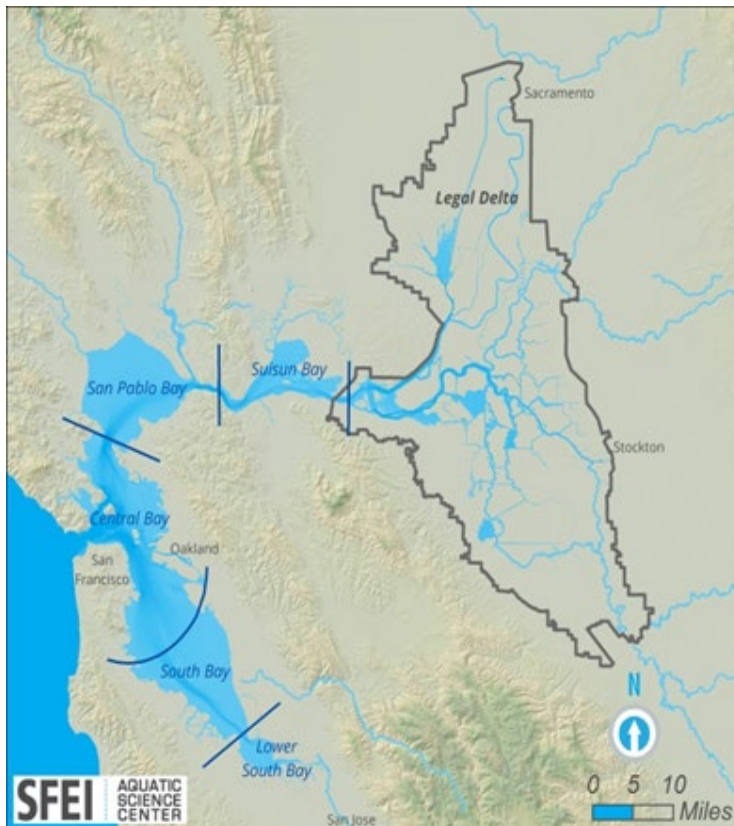 Sacramento
Legal Delta
Suisun Bay
San Pablo Bay
Stockton
Central Bay
Oakland
San
Francisco
South Bay
N
Lower
South Bay
0 5 10
Miles
SFEI
AQUATIC
SCIENCE
CENTER
San Jose